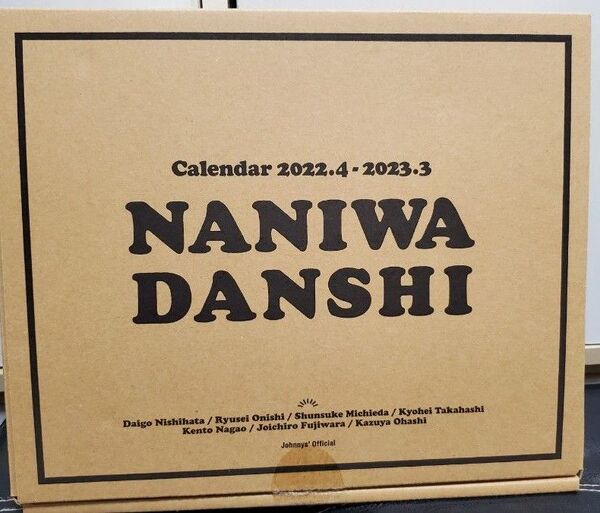 Calendar 2022.4 - 2023.3
NANIWA
DANSHI
Daigo Nishihata / Ryusei Onishi / Shunsuke Michieda / Kyohei Takahashi
Kento Nagao / Joichiro Fujiwara / Kazuya Ohashi
Johnnys' Official